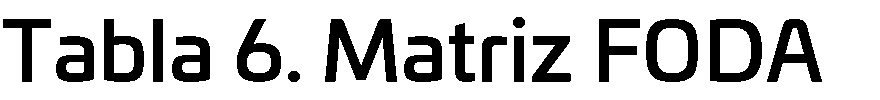 Tabla 6. Matriz FODA